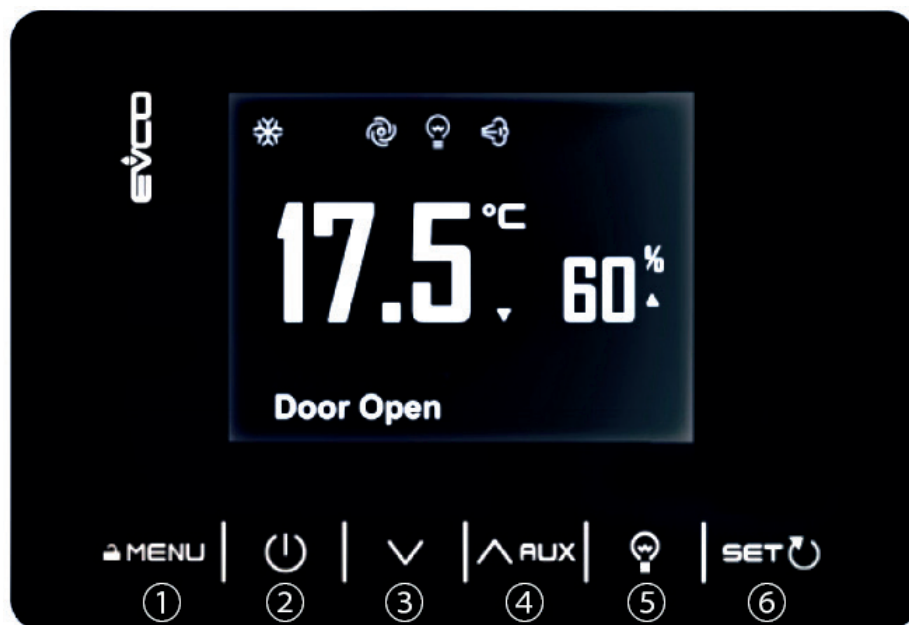 EVCO
17.5 °C
60 %
Door Open
MENU
AUX
SET
① ② ③ ④ ⑤ ⑥